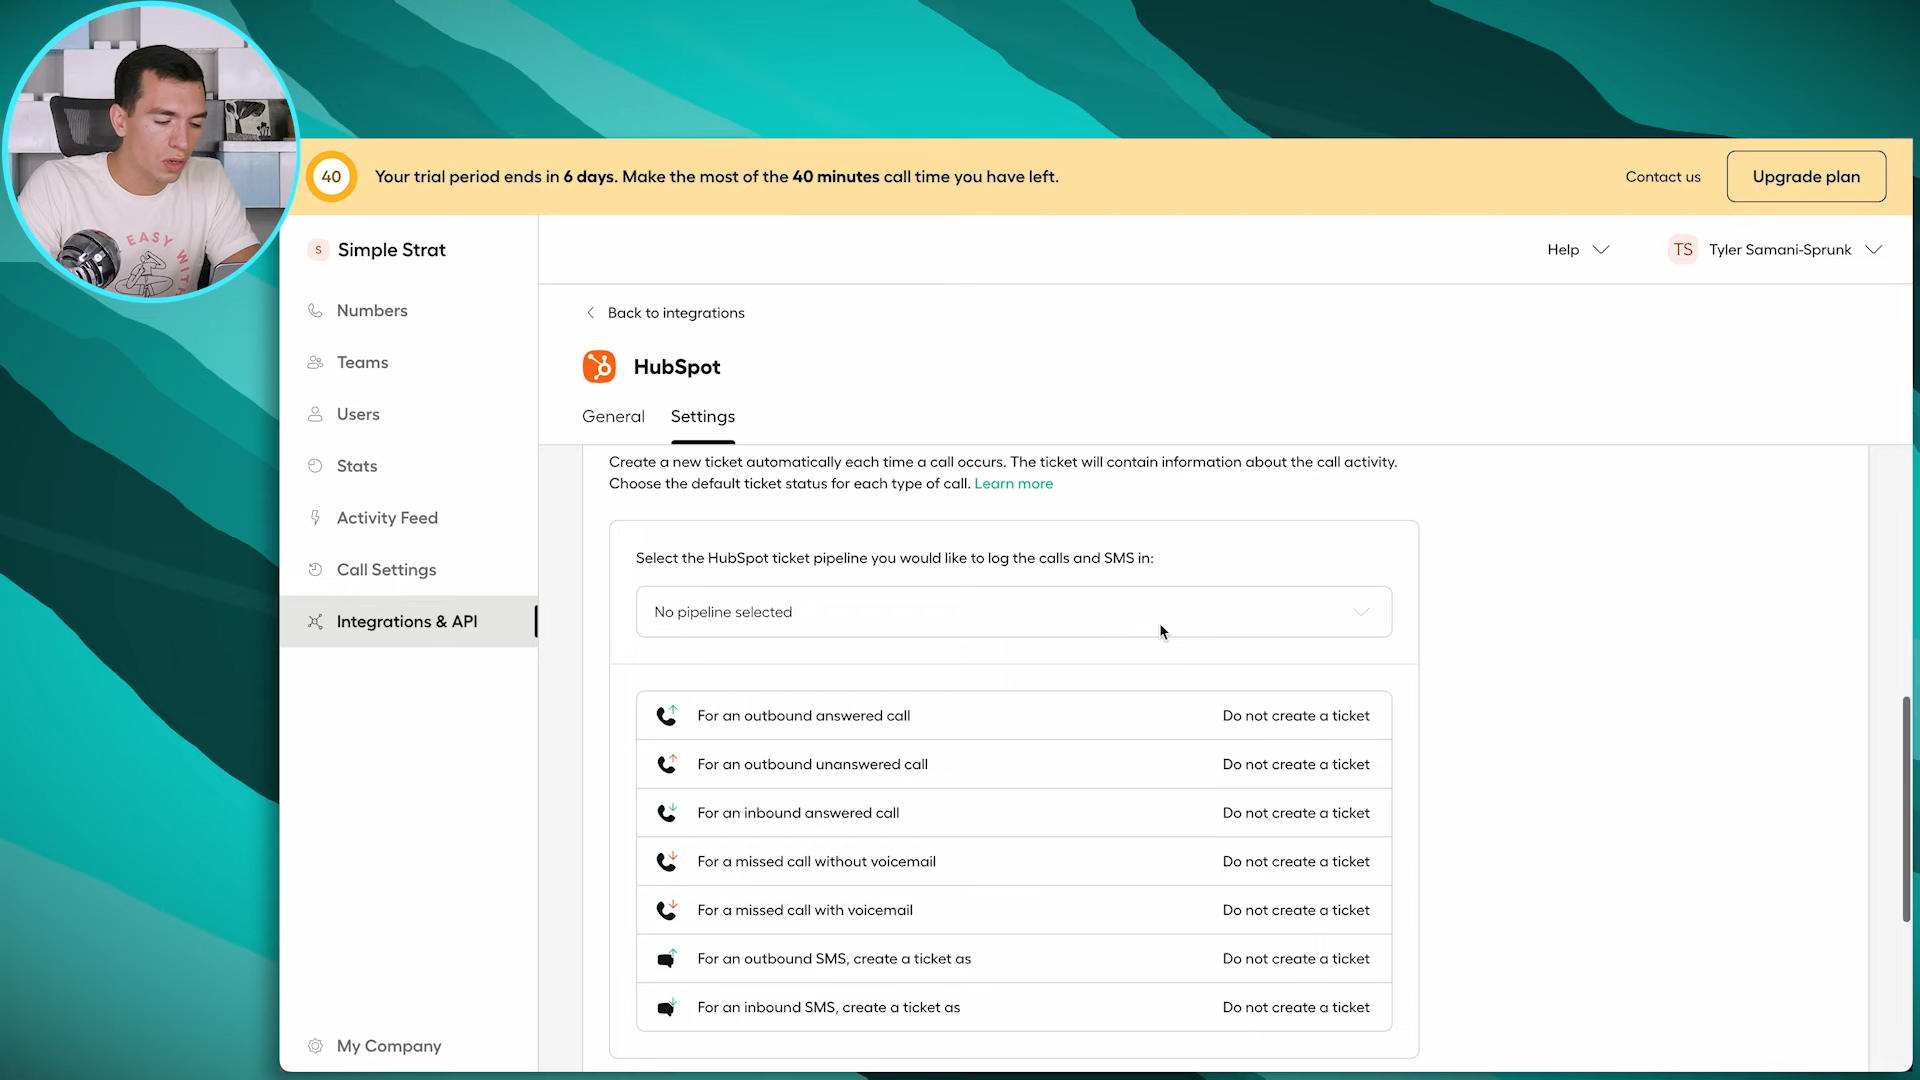 EASY WITH
40
Your trial period ends in 6 days. Make the most of the 40 minutes call time you have left.
Contact us
Upgrade plan
S
Simple Strat
Help
TS
Tyler Samani-Sprunk
Numbers
Teams
Users
Stats
Activity Feed
Call Settings
Integrations & API
My Company
Back to integrations
HubSpot
General
Settings
Create a new ticket automatically each time a call occurs. The ticket will contain information about the call activity.
Choose the default ticket status for each type of call. Learn more
Select the HubSpot ticket pipeline you would like to log the calls and SMS in:
No pipeline selected
For an outbound answered call
Do not create a ticket
For an outbound unanswered call
Do not create a ticket
For an inbound answered call
Do not create a ticket
For a missed call without voicemail
Do not create a ticket
For a missed call with voicemail
Do not create a ticket
For an outbound SMS, create a ticket as
Do not create a ticket
For an inbound SMS, create a ticket as
Do not create a ticket